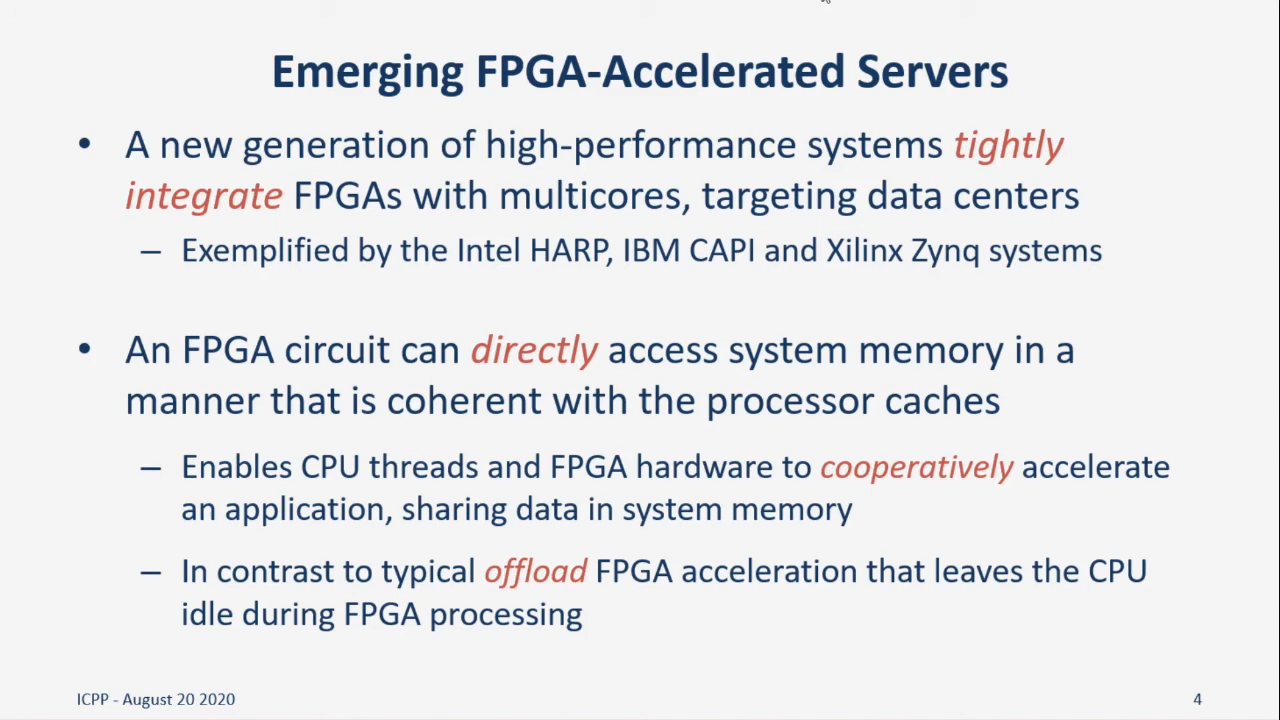 Emerging FPGA-Accelerated Servers
• A new generation of high-performance systems tightly
integrate FPGAs with multicores, targeting data centers
– Exemplified by the Intel HARP, IBM CAPI and Xilinx Zynq systems
• An FPGA circuit can directly access system memory in a
manner that is coherent with the processor caches
– Enables CPU threads and FPGA hardware to cooperatively accelerate
an application, sharing data in system memory
– In contrast to typical offload FPGA acceleration that leaves the CPU
idle during FPGA processing
ICPP - August 20 2020
4